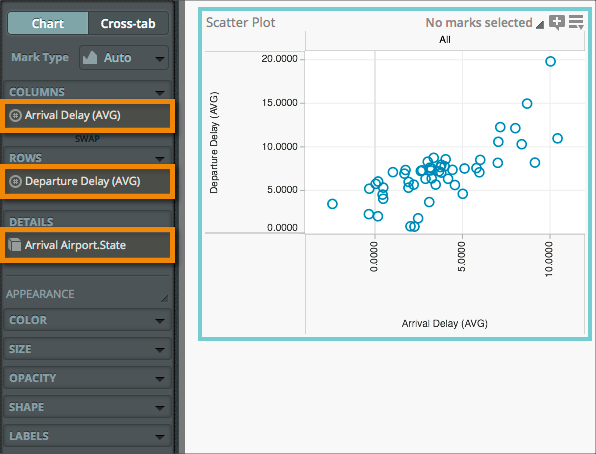 Chart Cross-tab
Mark Type Auto
COLUMNS
Arrival Delay (AVG)
SWAP
ROWS
Departure Delay (AVG)
DETAILS
Arrival Airport.State
APPEARANCE
COLOR
SIZE
OPACITY
SHAPE
LABELS
Scatter Plot
No marks selected
All
Departure Delay (AVG)
20.0000
15.0000
10.0000
5.0000
0.0000
0.0000
5.0000
10.0000
Arrival Delay (AVG)